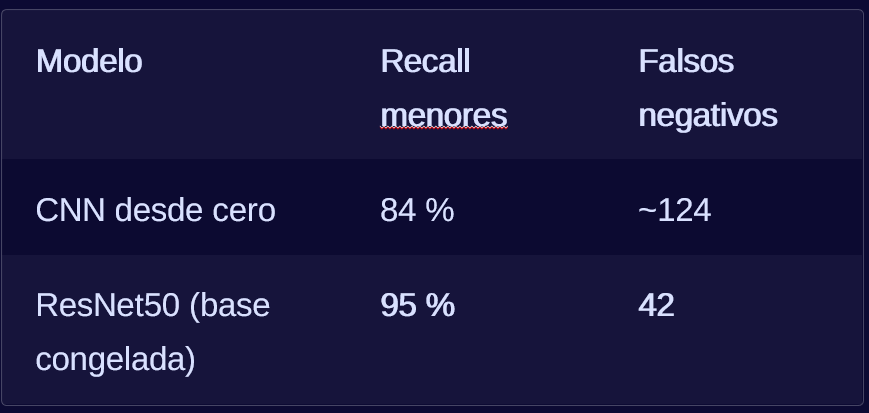 Modelo Recall Falsos
menores negativos
CNN desde cero 84 % ~124
ResNet50 (base 95 % 42
congelada)